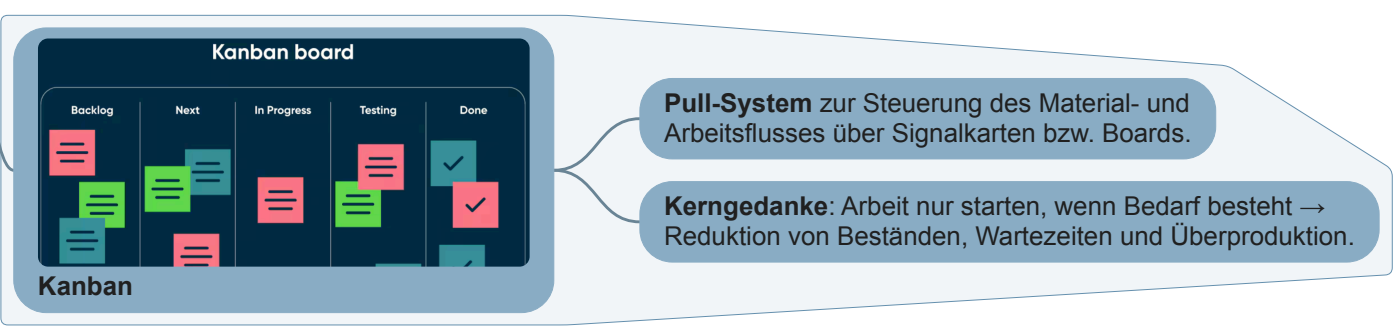 Kanban board
Backlog
Next
In Progress
Testing
Done
Kanban
Pull-System zur Steuerung des Material- und
Arbeitsflusses über Signalkarten bzw. Boards.
Kerngedanke: Arbeit nur starten, wenn Bedarf besteht →
Reduktion von Beständen, Wartezeiten und Überproduktion.